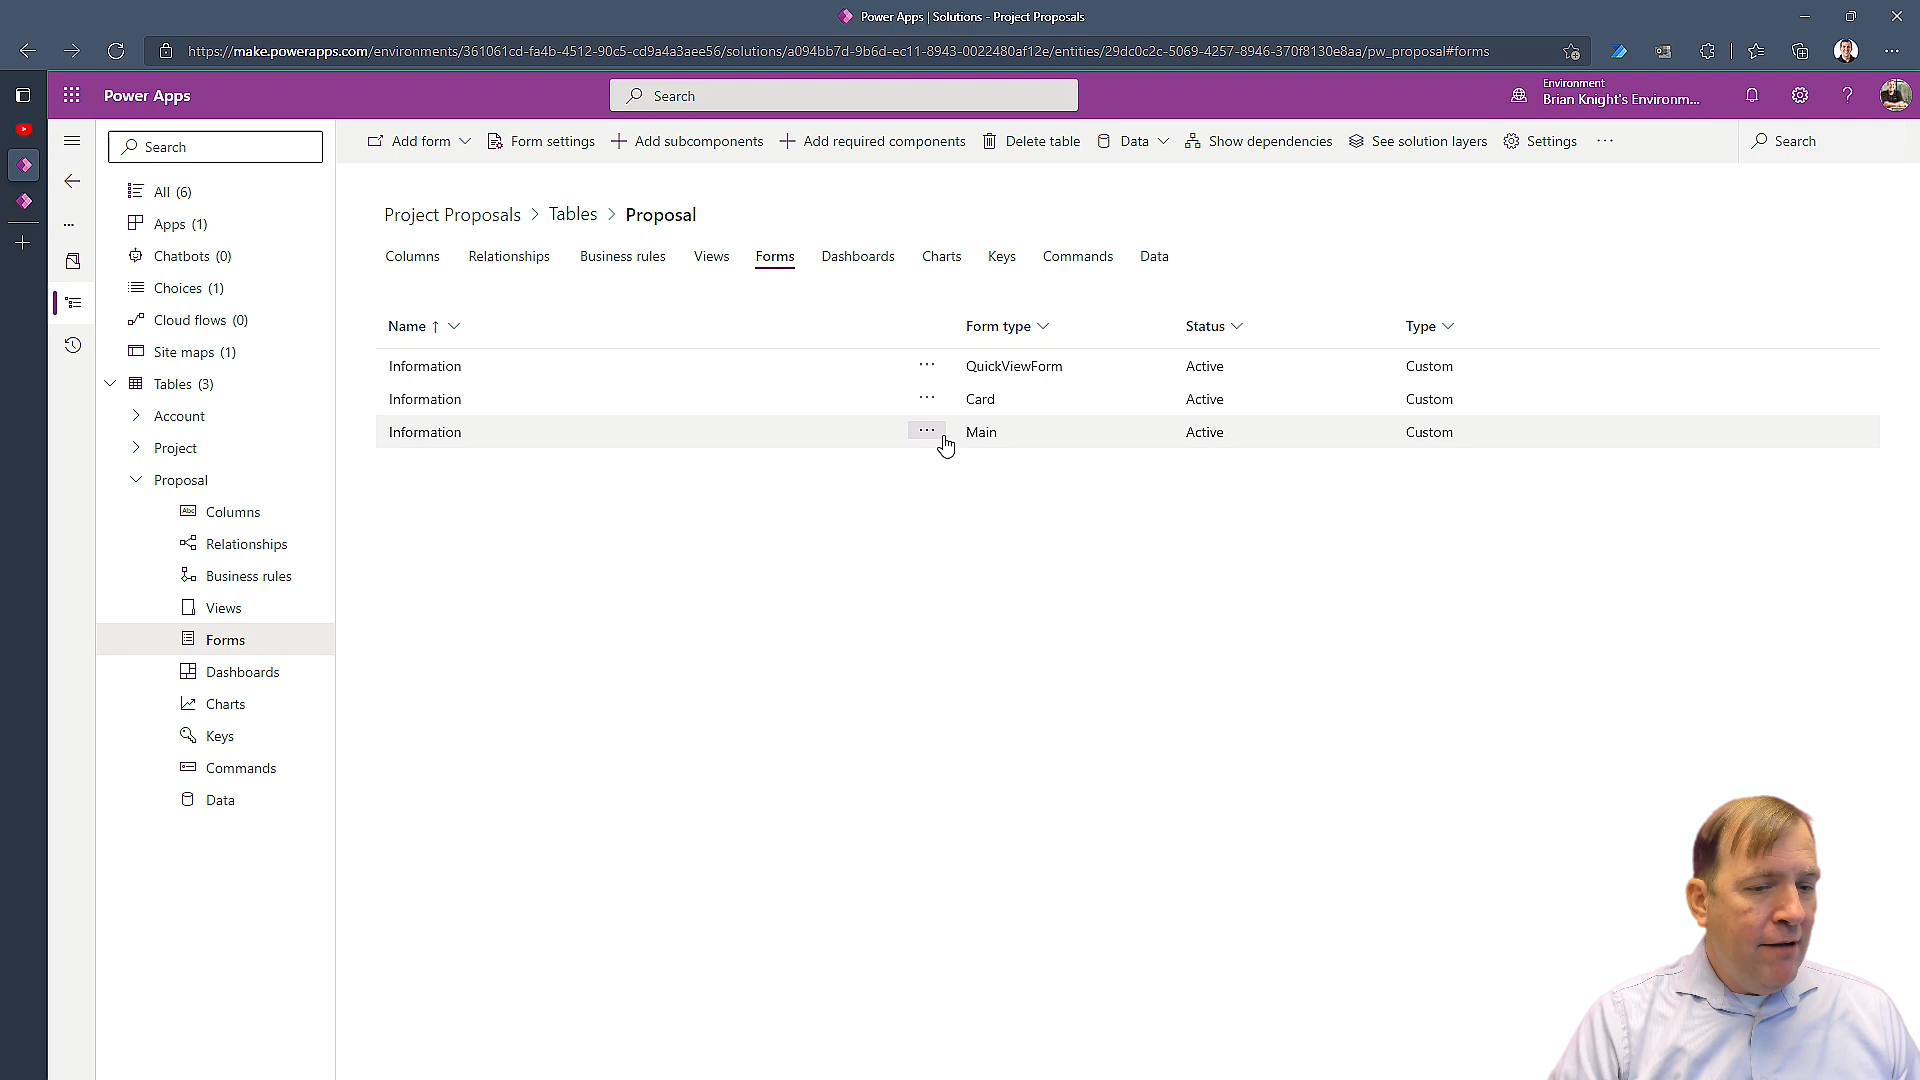 Power Apps | Solutions - Project Proposals
https://make.powerapps.com/environments/361061cd-fa4b-4512-90c5-cd9a4a3aee56/solutions/a094bb7d-9b6d-ec11-8943-0022480af12e/entities/29dc0c2c-5069-4257-8946-370f8130e8aa/pw_proposal#forms
Power Apps
Search
Environment
Brian Knight's Environm...
Search
Add form
Form settings
Add subcomponents
Add required components
Delete table
Data
Show dependencies
See solution layers
Settings
Search
All (6)
Apps (1)
Chatbots (0)
Choices (1)
Cloud flows (0)
Site maps (1)
Tables (3)
Account
Project
Proposal
Columns
Relationships
Business rules
Views
Forms
Dashboards
Charts
Keys
Commands
Data
Project Proposals > Tables > Proposal
Columns Relationships Business rules Views Forms Dashboards Charts Keys Commands Data
Name Form type Status Type
Information ... QuickViewForm Active Custom
Information ... Card Active Custom
Information ... Main Active Custom